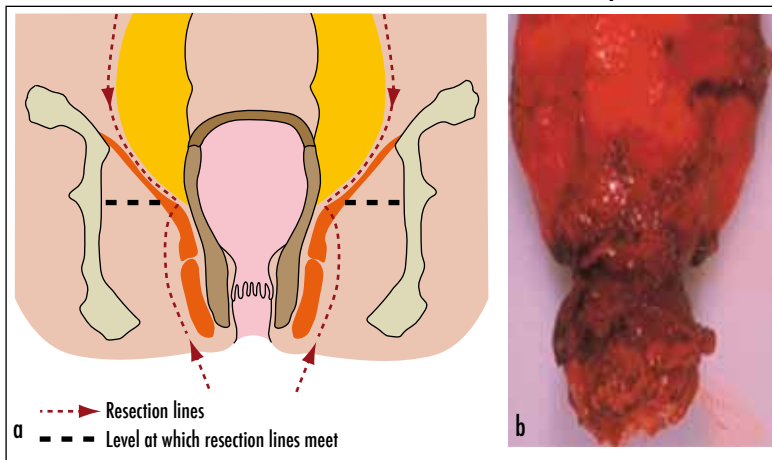 Resection lines
Level at which resection lines meet
a
b